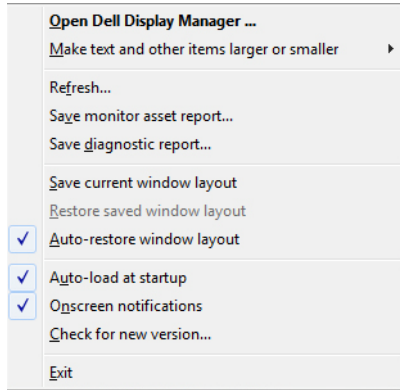 Open Dell Display Manager ...
Make text and other items larger or smaller
Refresh...
Save monitor asset report...
Save diagnostic report...
Save current window layout
Restore saved window layout
Auto-restore window layout
Auto-load at startup
Onscreen notifications
Check for new version...
Exit